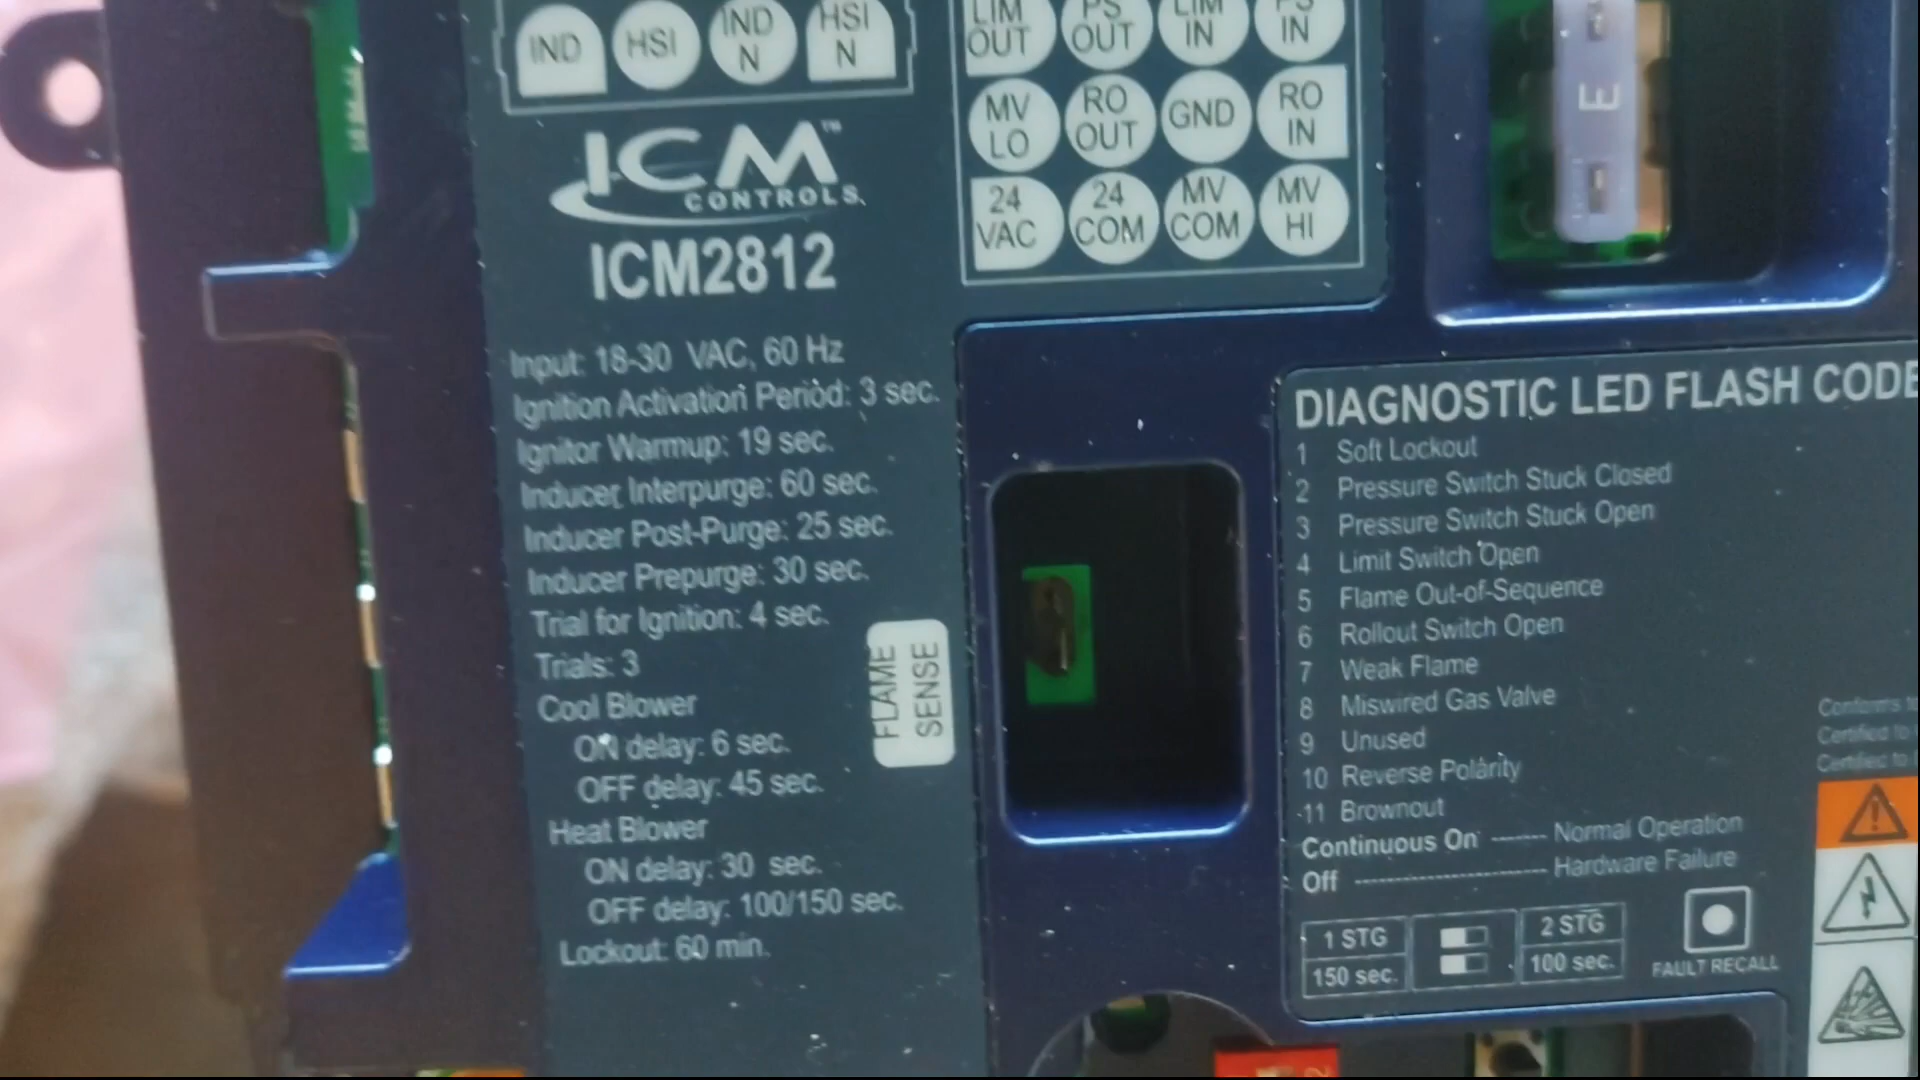 IND HSI IND N HSI N
LIM OUT PS OUT LIM IN PS IN
MV LO RO OUT GND RO IN
24 VAC 24 COM MV COM MV HI
E
ICM™
CONTROLS.
ICM2812
Input: 18-30 VAC, 60 Hz
Ignition Activation Period: 3 sec.
Ignitor Warmup: 19 sec.
Inducer Interpurge: 60 sec.
Inducer Post-Purge: 25 sec.
Inducer Prepurge: 30 sec.
Trial for Ignition: 4 sec.
Trials: 3
Cool Blower
ON delay: 6 sec.
OFF delay: 45 sec.
Heat Blower
ON delay: 30 sec.
OFF delay: 100/150 sec.
Lockout: 60 min.
FLAME
SENSE
DIAGNOSTIC LED FLASH CODE
1 Soft Lockout
2 Pressure Switch Stuck Closed
3 Pressure Switch Stuck Open
4 Limit Switch Open
5 Flame Out-of-Sequence
6 Rollout Switch Open
7 Weak Flame
8 Miswired Gas Valve
9 Unused
10 Reverse Polarity
11 Brownout
Continuous On ------- Normal Operation
Off ------------------------ Hardware Failure
1 STG 2 STG
150 sec. 100 sec.
FAULT RECALL
Conforms to
Certified to
Certified to